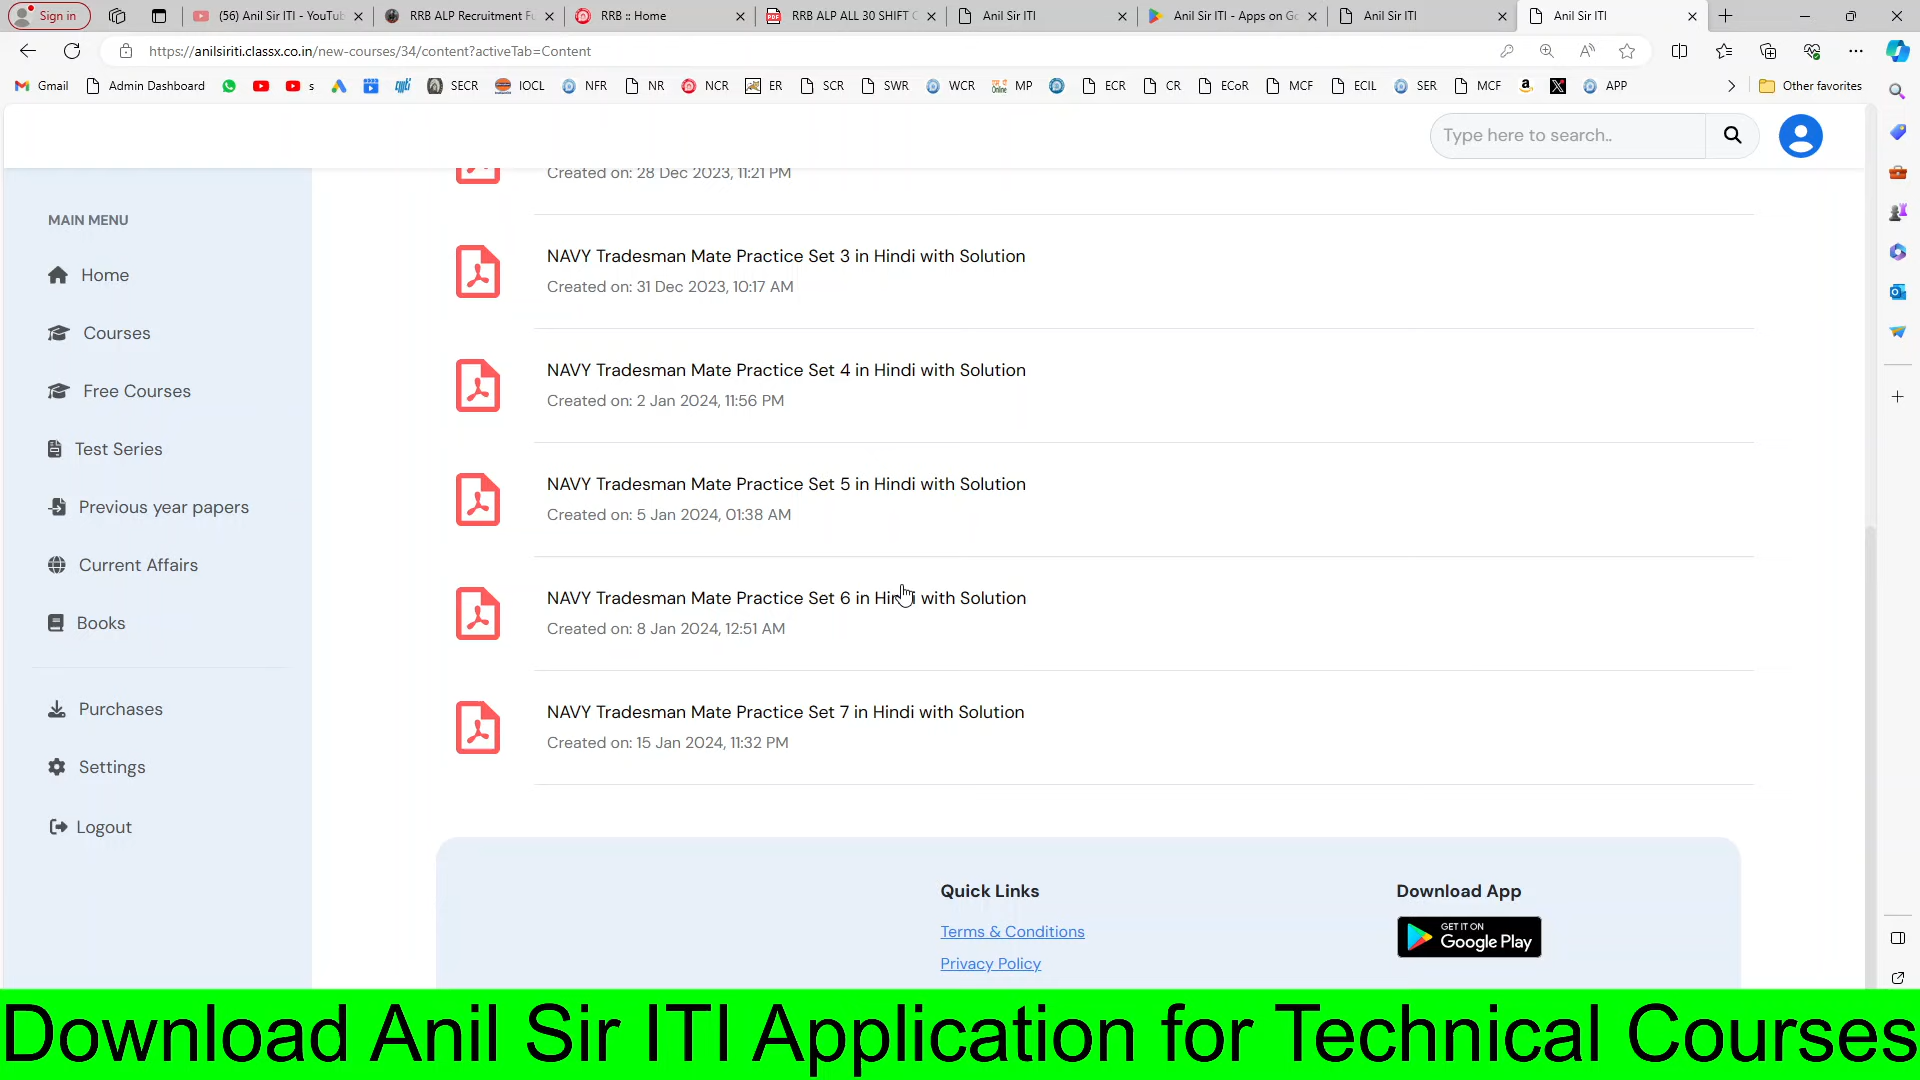 Sign in
(56) Anil Sir ITI - YouTub
RRB ALP Recruitment Fu
RRB :: Home
RRB ALP ALL 30 SHIFT C
Anil Sir ITI
Anil Sir ITI - Apps on Go
Anil Sir ITI
Anil Sir ITI
https://anilsiriti.classx.co.in/new-courses/34/content?activeTab=Content
Gmail
Admin Dashboard
s
SECR
IOCL
NFR
NR
NCR
ER
SCR
SWR
WCR
MP
ECR
CR
ECoR
MCF
ECIL
SER
MCF
APP
Other favorites
Type here to search..
MAIN MENU
Home
Courses
Free Courses
Test Series
Previous year papers
Current Affairs
Books
Purchases
Settings
Logout
Created on: 28 Dec 2023, 11:21 PM
NAVY Tradesman Mate Practice Set 3 in Hindi with Solution
Created on: 31 Dec 2023, 10:17 AM
NAVY Tradesman Mate Practice Set 4 in Hindi with Solution
Created on: 2 Jan 2024, 11:56 PM
NAVY Tradesman Mate Practice Set 5 in Hindi with Solution
Created on: 5 Jan 2024, 01:38 AM
NAVY Tradesman Mate Practice Set 6 in Hindi with Solution
Created on: 8 Jan 2024, 12:51 AM
NAVY Tradesman Mate Practice Set 7 in Hindi with Solution
Created on: 15 Jan 2024, 11:32 PM
Quick Links
Terms & Conditions
Privacy Policy
Download App
GET IT ON
Google Play
Download Anil Sir ITI Application for Technical Courses